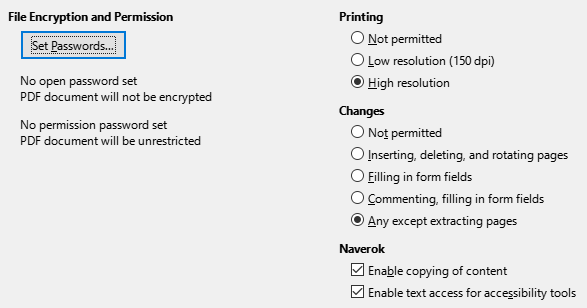 File Encryption and Permission
Set Passwords...
No open password set
PDF document will not be encrypted
No permission password set
PDF document will be unrestricted
Printing
Not permitted
Low resolution (150 dpi)
High resolution
Changes
Not permitted
Inserting, deleting, and rotating pages
Filling in form fields
Commenting, filling in form fields
Any except extracting pages
Naverok
Enable copying of content
Enable text access for accessibility tools